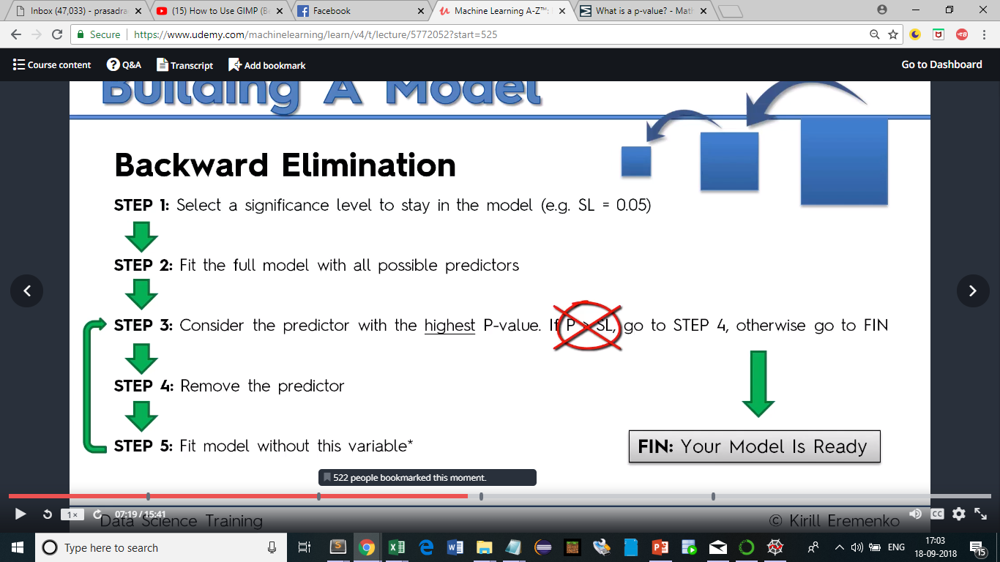 Inbox (47,033) - prasadra
(15) How to Use GIMP (Be
Facebook
Machine Learning A-Z™:
What is a p-value? - Mat
Secure
https://www.udemy.com/machinelearning/learn/v4/t/lecture/5772052?start=525
Course content
Q&A
Transcript
Add bookmark
Go to Dashboard
Building A Model
Backward Elimination
STEP 1: Select a significance level to stay in the model (e.g. SL = 0.05)
STEP 2: Fit the full model with all possible predictors
STEP 3: Consider the predictor with the highest P-value. If P > SL, go to STEP 4, otherwise go to FIN
STEP 4: Remove the predictor
STEP 5: Fit model without this variable*
FIN: Your Model Is Ready
522 people bookmarked this moment.
1×
07:19 / 15:41
CC
Data Science Training
© Kirill Eremenko
Type here to search
ENG
17:03
18-09-2018
15